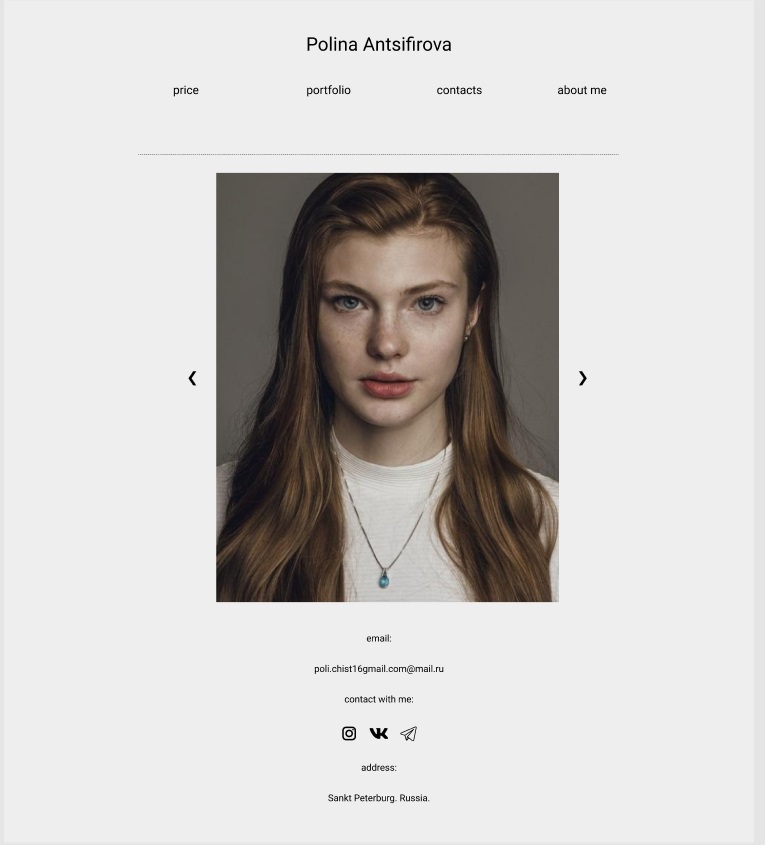 Polina Antsifirova
price portfolio contacts about me
email:
poli.chist16gmail.com@mail.ru
contact with me:
address:
Sankt Peterburg. Russia.